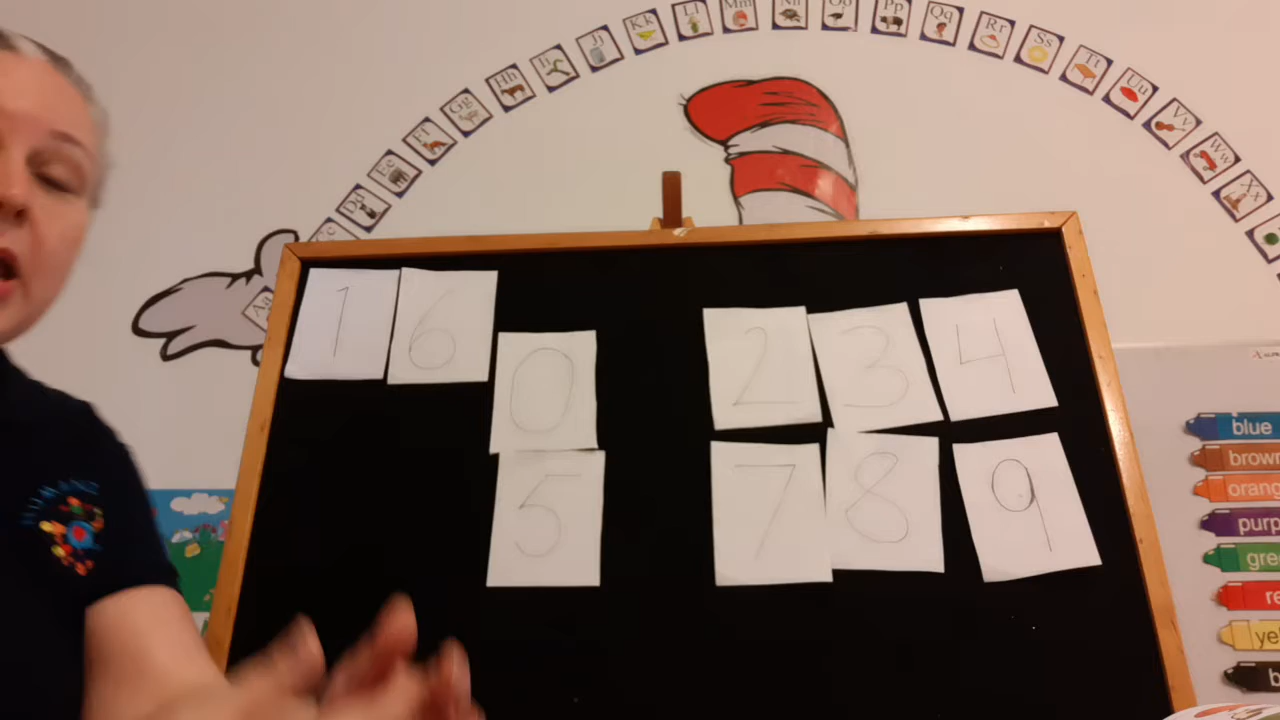 Kk Ll Mm Nn Oo Pp Qq Rr Ss Tt Uu Vv Ww Xx
Aa Cc Dd Ee Ff Gg Hh Ii Jj
1 6
0 2 3 4
5 7 8 9
blue
brown
orang
purp
gre
re
ye
b